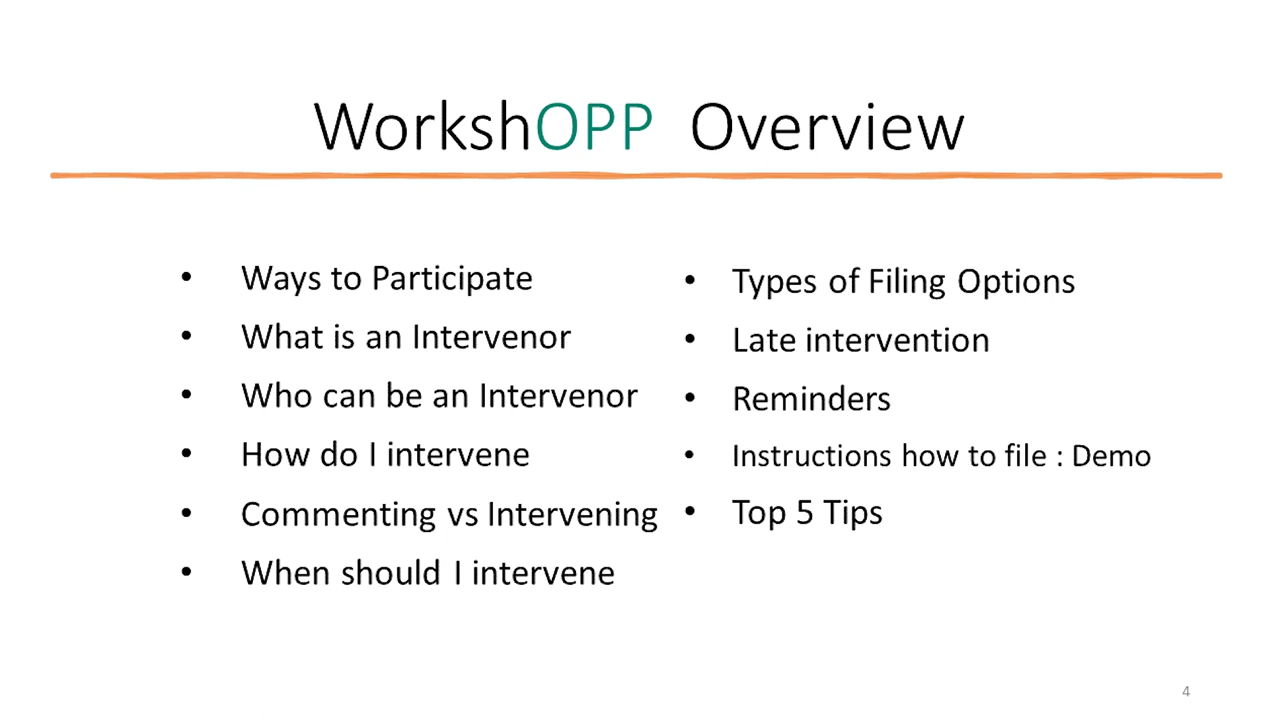 WorkshOPP Overview
• Ways to Participate
• What is an Intervenor
• Who can be an Intervenor
• How do I intervene
• Commenting vs Intervening
• When should I intervene
• Types of Filing Options
• Late intervention
• Reminders
• Instructions how to file : Demo
• Top 5 Tips
4